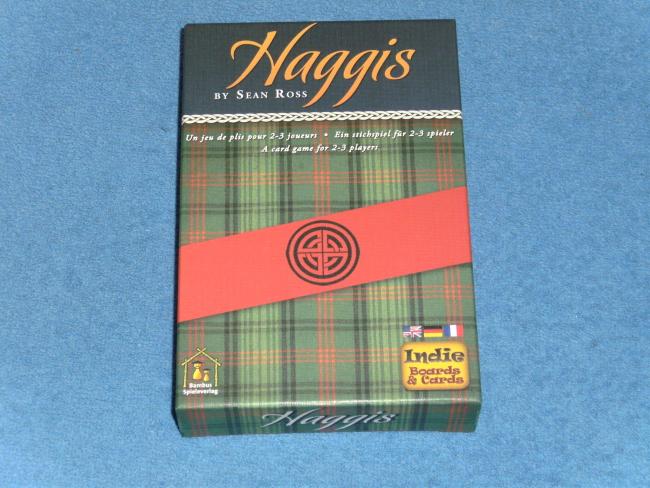 Haggis
BY SEAN ROSS
Un jeu de plis pour 2-3 joueurs • Ein stichspiel für 2-3 spieler
A card game for 2-3 players
Bambus
Spieleverlag
Indie
Boards
& Cards
Haggis